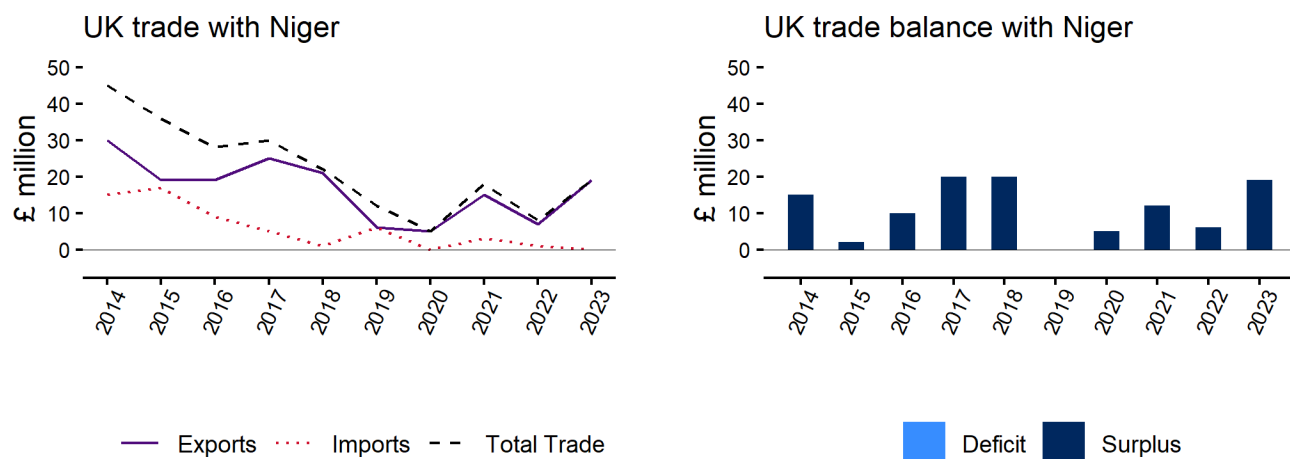 UK trade with Niger
£ million
50
40
30
20
10
0
2014 2015 2016 2017 2018 2019 2020 2021 2022 2023
Exports Imports Total Trade
UK trade balance with Niger
£ million
50
40
30
20
10
0
2014 2015 2016 2017 2018 2019 2020 2021 2022 2023
Deficit Surplus